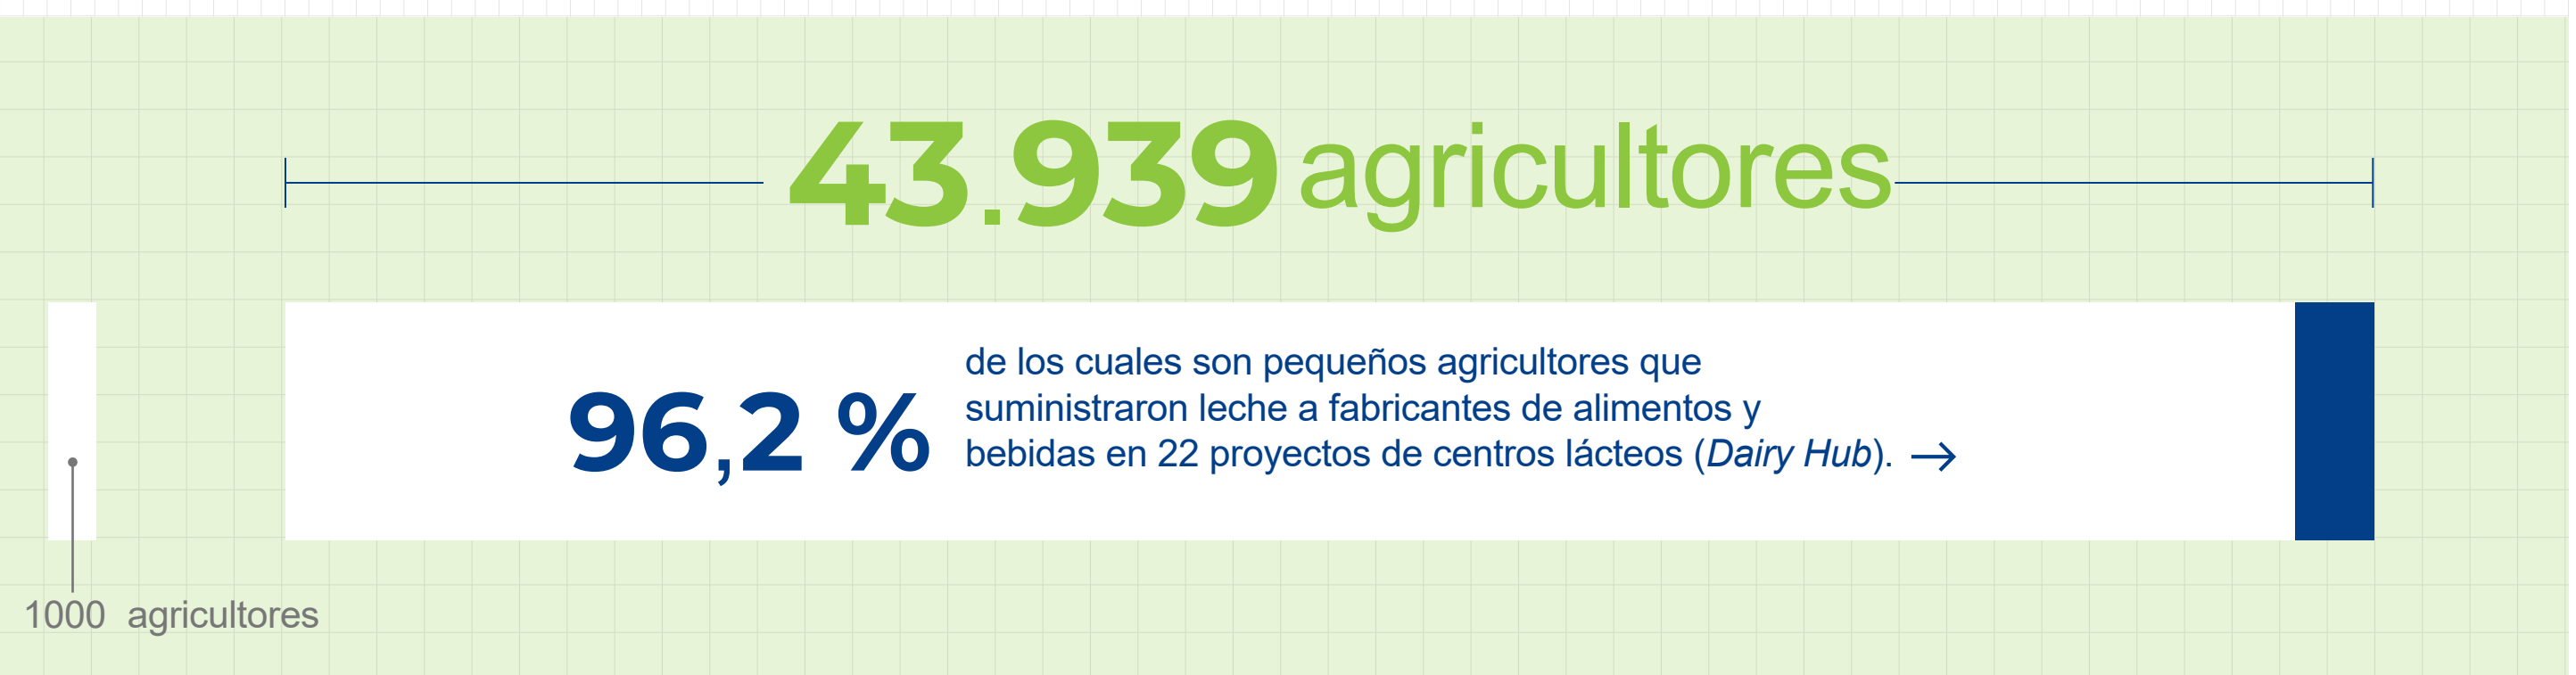 43.939 agricultores
96,2 %
de los cuales son pequeños agricultores que
suministraron leche a fabricantes de alimentos y
bebidas en 22 proyectos de centros lácteos (Dairy Hub). →
1000 agricultores